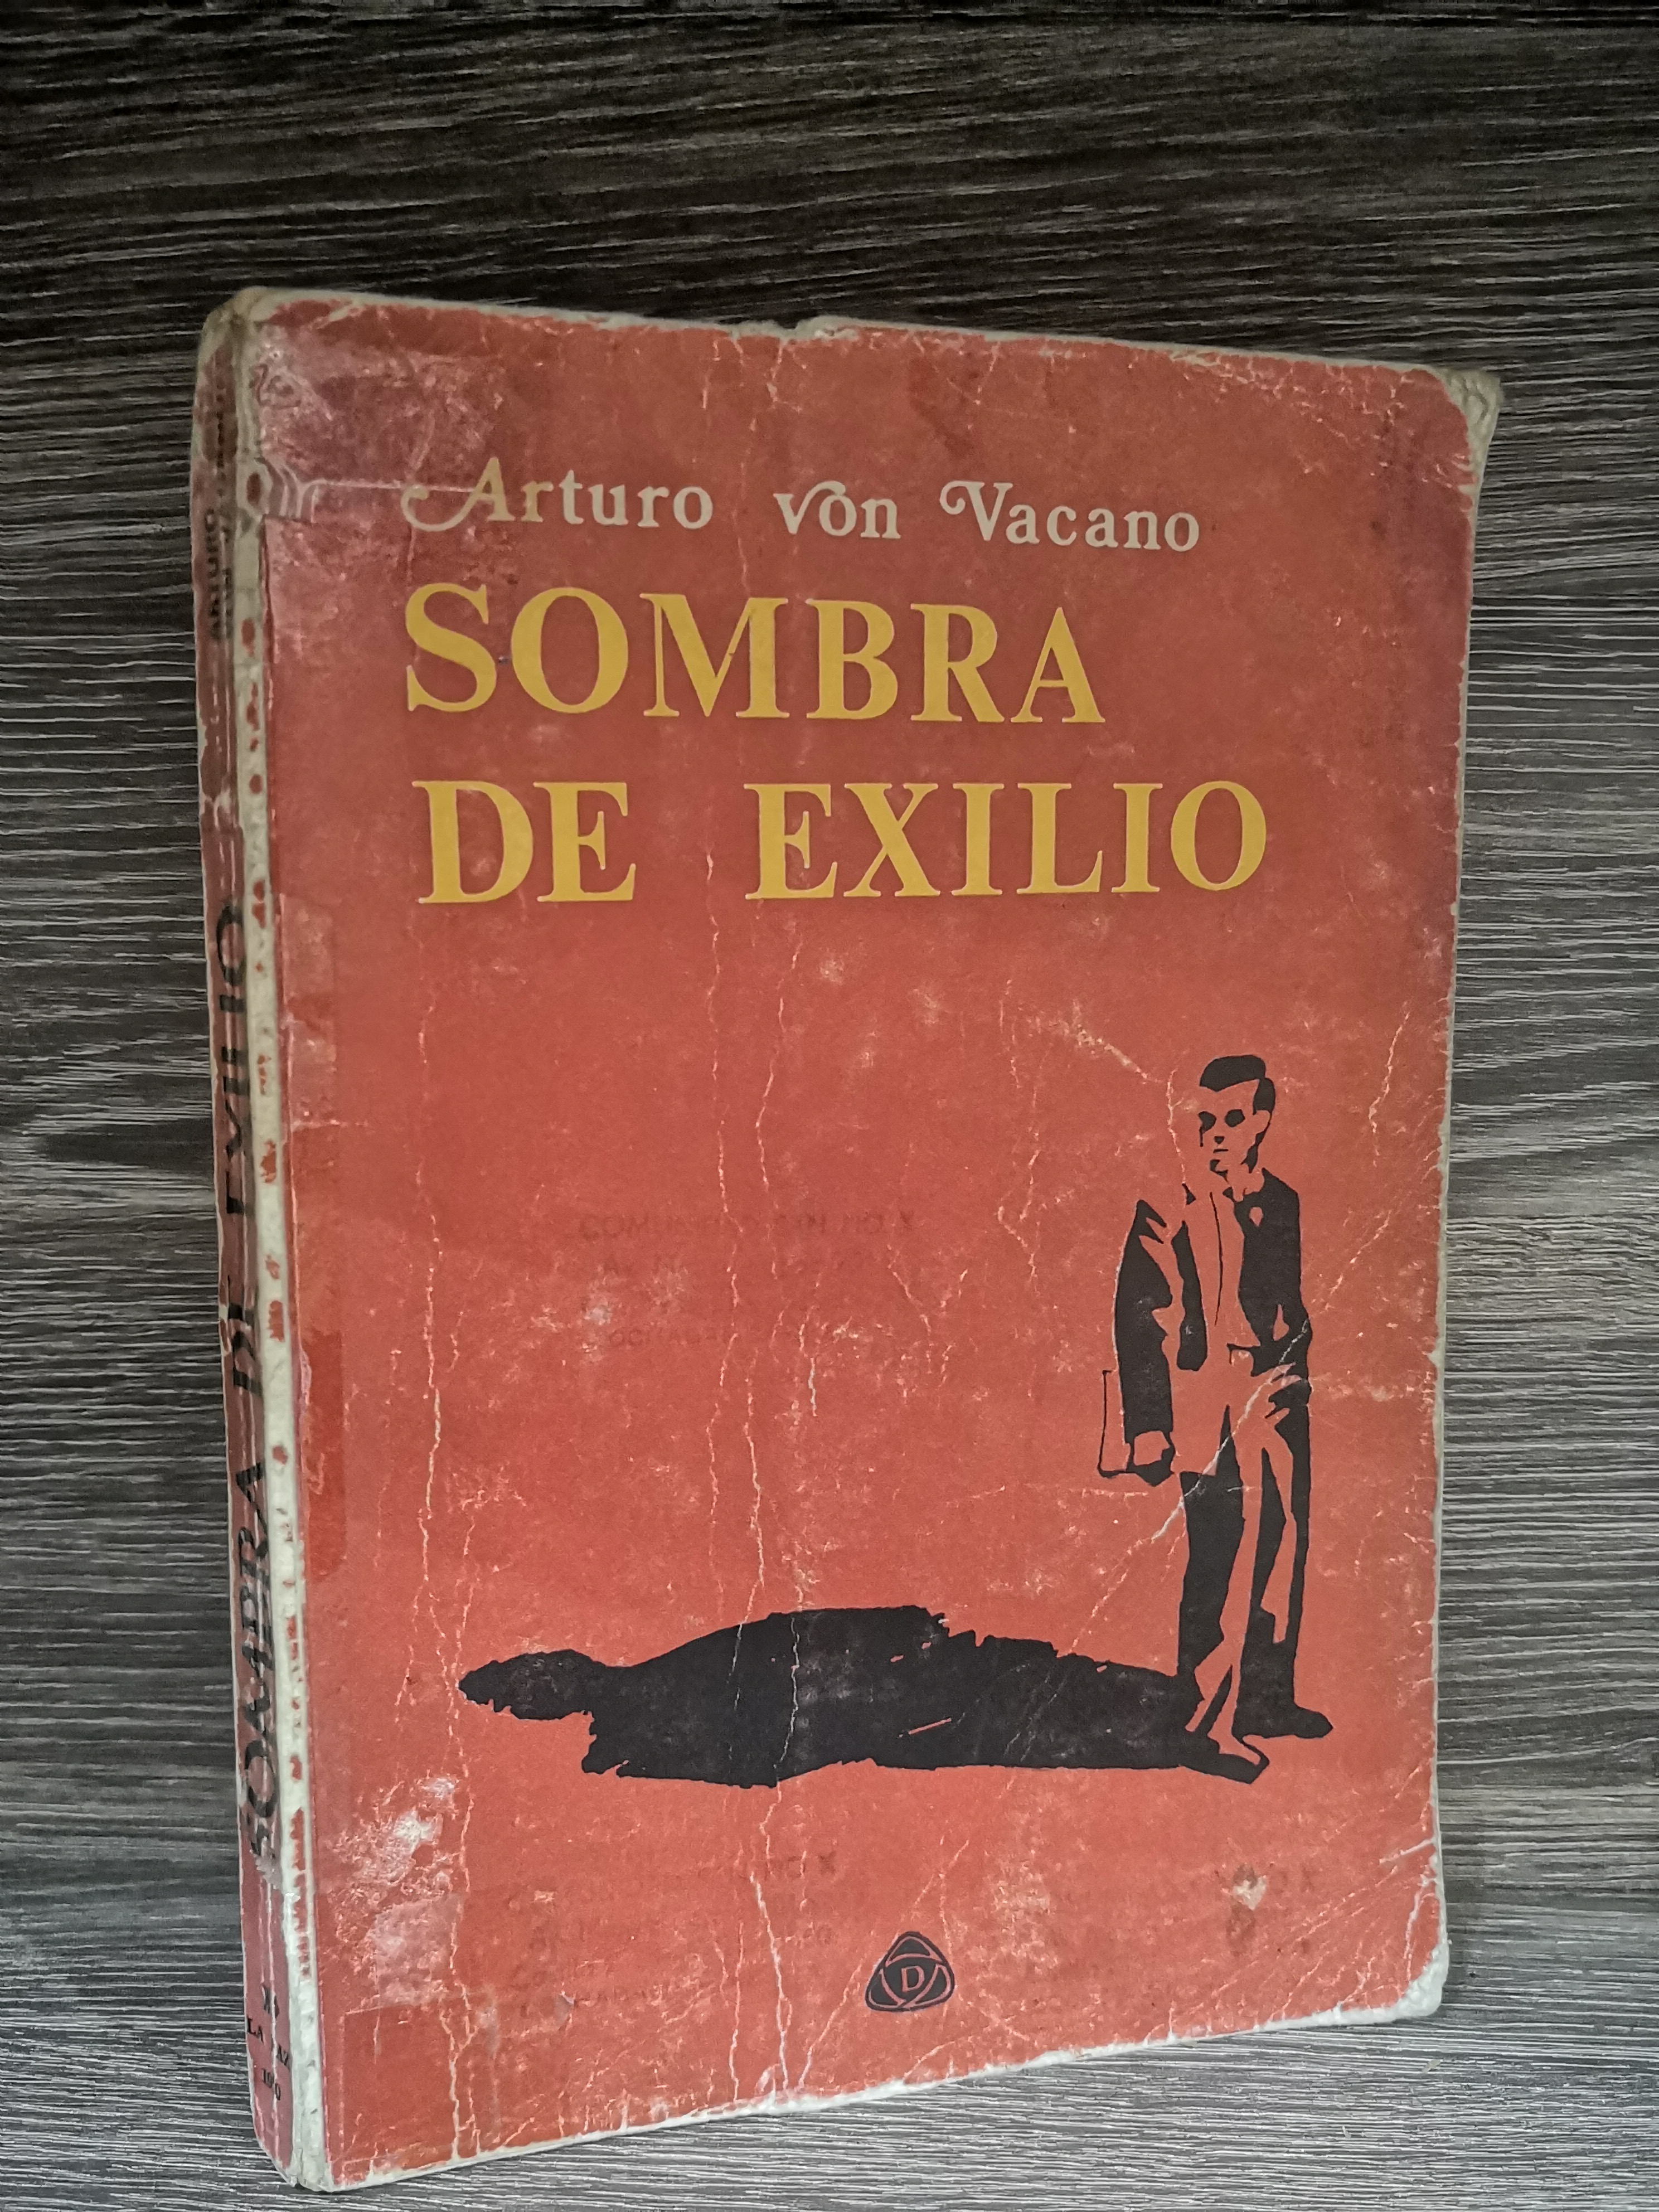 Arturo von Vacano
SOMBRA
DE EXILIO
D
SOMBRA DE EXILIO
LA PAZ